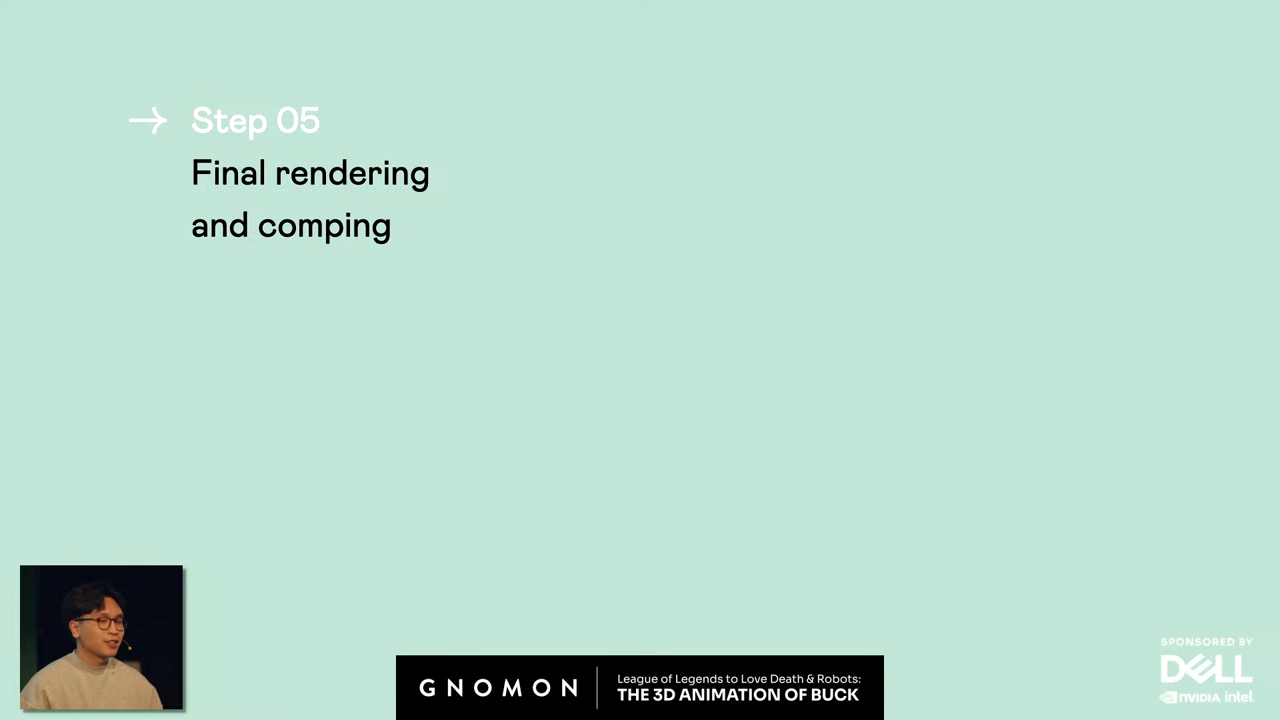 → Step 05
Final rendering
and comping
GNOMON
League of Legends to Love Death & Robots:
THE 3D ANIMATION OF BUCK
SPONSORED BY
DELL
NVIDIA intel